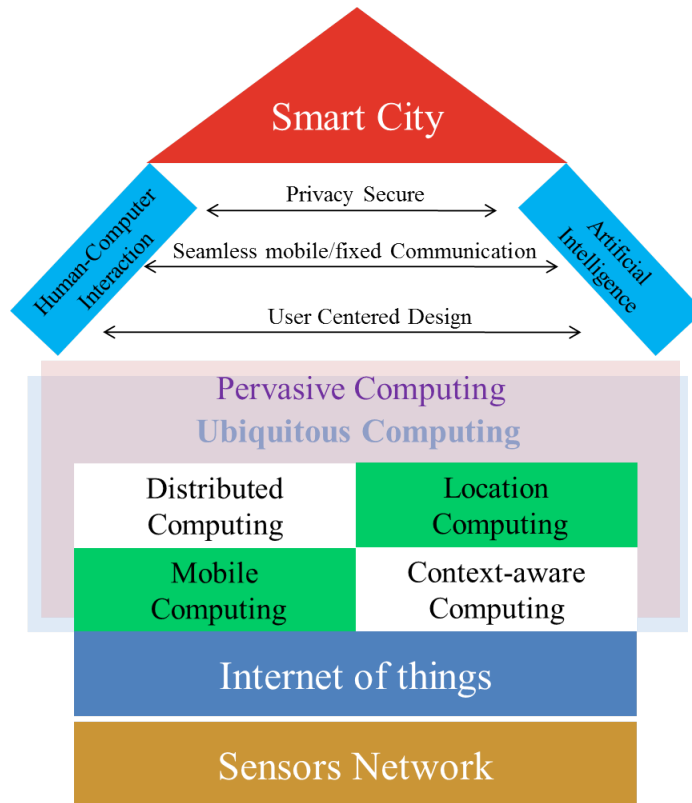 Smart City
Privacy Secure
Human-Computer
Interaction
Artificial
Intelligence
Seamless mobile/fixed Communication
User Centered Design
Pervasive Computing
Ubiquitous Computing
Distributed
Computing
Location
Computing
Mobile
Computing
Context-aware
Computing
Internet of things
Sensors Network